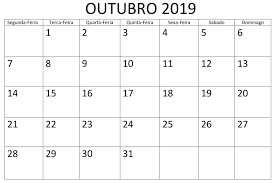 OUTUBRO 2019
Segunda-Feria Terca-Feira Quarta-Feira Quinta-Feira Sexa-Feira Sabado Domingo
1 2 3 4 5 6
7 8 9 10 11 12 13
14 15 16 17 18 19 20
21 22 23 24 25 26 27
28 29 30 31